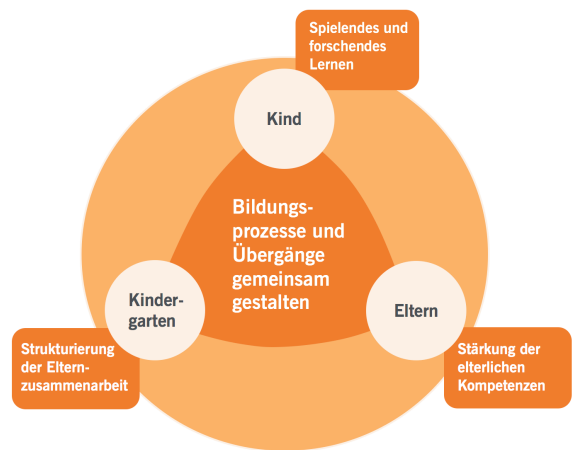 Spielendes und
forschendes
Lernen
Kind
Bildungs-
prozesse und
Übergänge
gemeinsam
gestalten
Kinder-
garten
Eltern
Strukturierung
der Eltern-
zusammenarbeit
Stärkung der
elterlichen
Kompetenzen